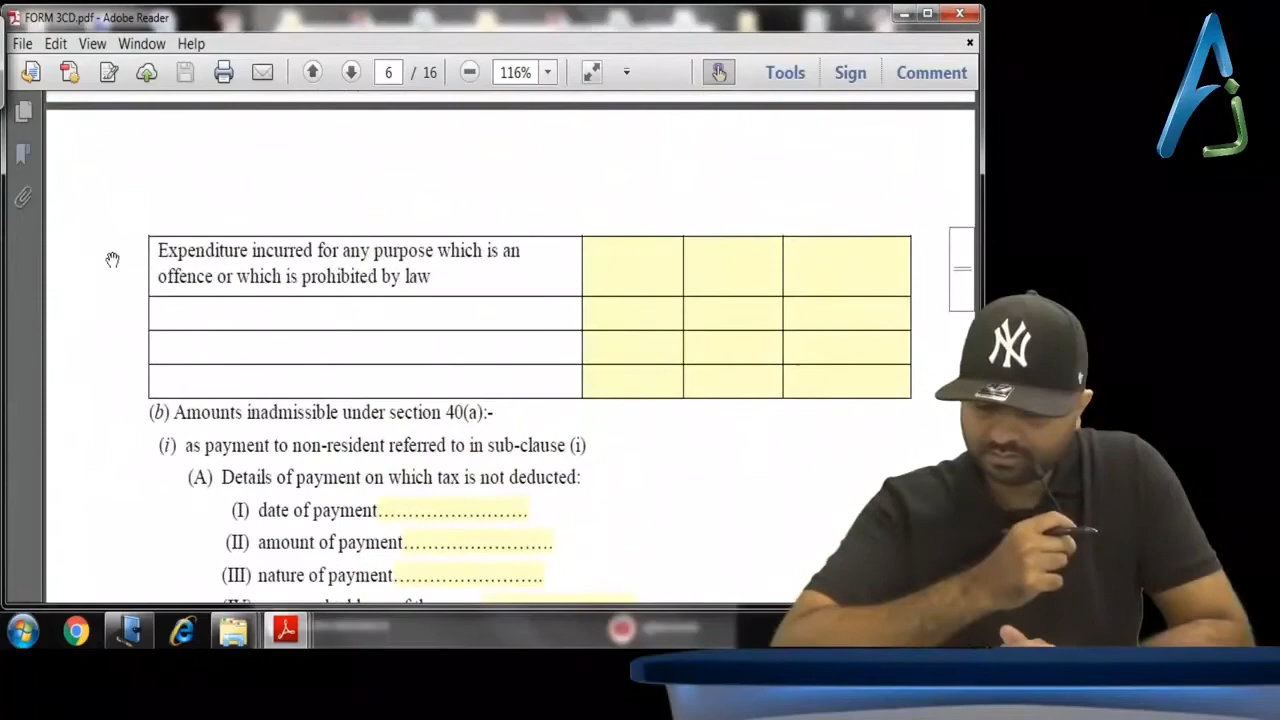 FORM 3CD.pdf - Adobe Reader
File Edit View Window Help
6 / 16 116% Tools Sign Comment
Expenditure incurred for any purpose which is an
offence or which is prohibited by law
(b) Amounts inadmissible under section 40(a):-
(i) as payment to non-resident referred to in sub-clause (i)
(A) Details of payment on which tax is not deducted:
(I) date of payment……………………
(II) amount of payment……………………
(III) nature of payment……………………
NY
AJ